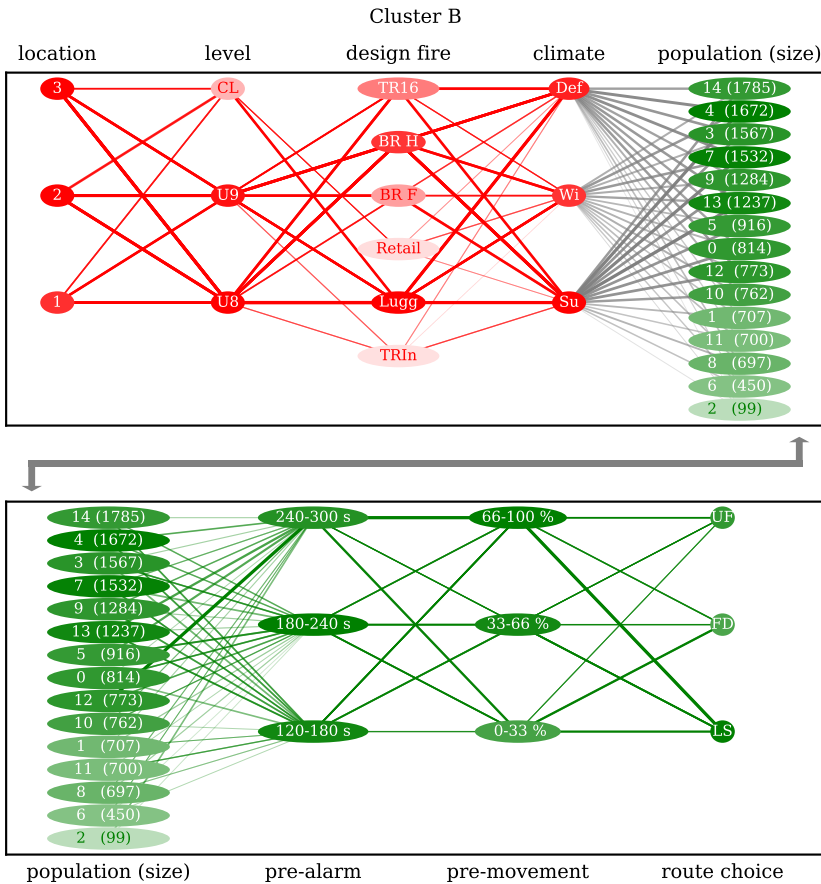 Cluster B
location level design fire climate population (size)
3 CL TR16 Def 14 (1785)
4 (1672)
3 (1567)
BR H
7 (1532)
9 (1284)
2 U9 BR F Wi
13 (1237)
5 (916)
Retail 0 (814)
12 (773)
1 U8 Lugg Su 10 (762)
1 (707)
11 (700)
TRIn
8 (697)
6 (450)
2 (99)
14 (1785) 240-300 s 66-100 % UF
4 (1672)
3 (1567)
7 (1532)
9 (1284)
13 (1237) 180-240 s 33-66 % FD
5 (916)
0 (814)
12 (773)
10 (762) 120-180 s 0-33 % LS
1 (707)
11 (700)
8 (697)
6 (450)
2 (99)
population (size) pre-alarm pre-movement route choice